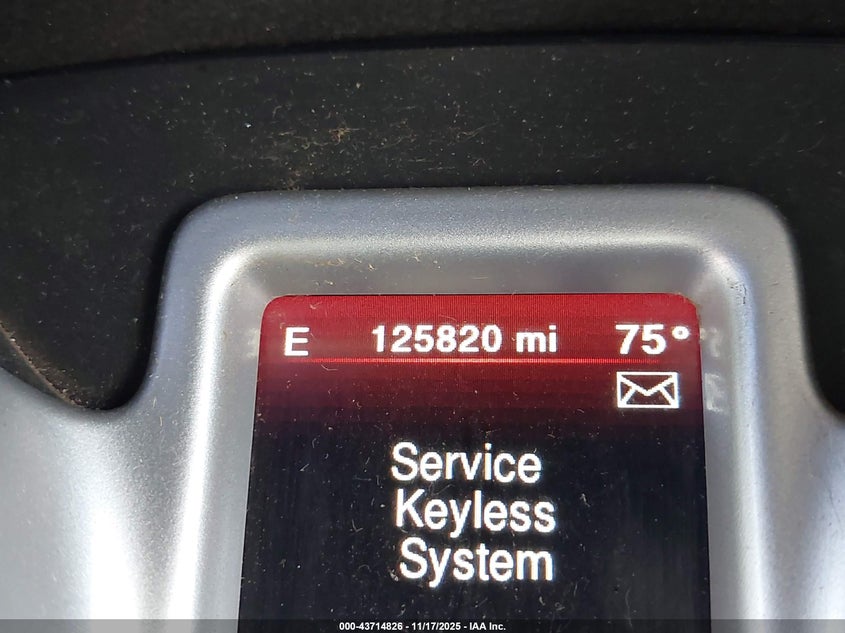 E 125820 mi 75°
Service
Keyless
System
000-43714826 - 11/17/2025 - IAA Inc.